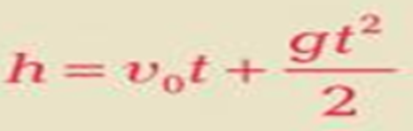 h = v₀t + gt²/2